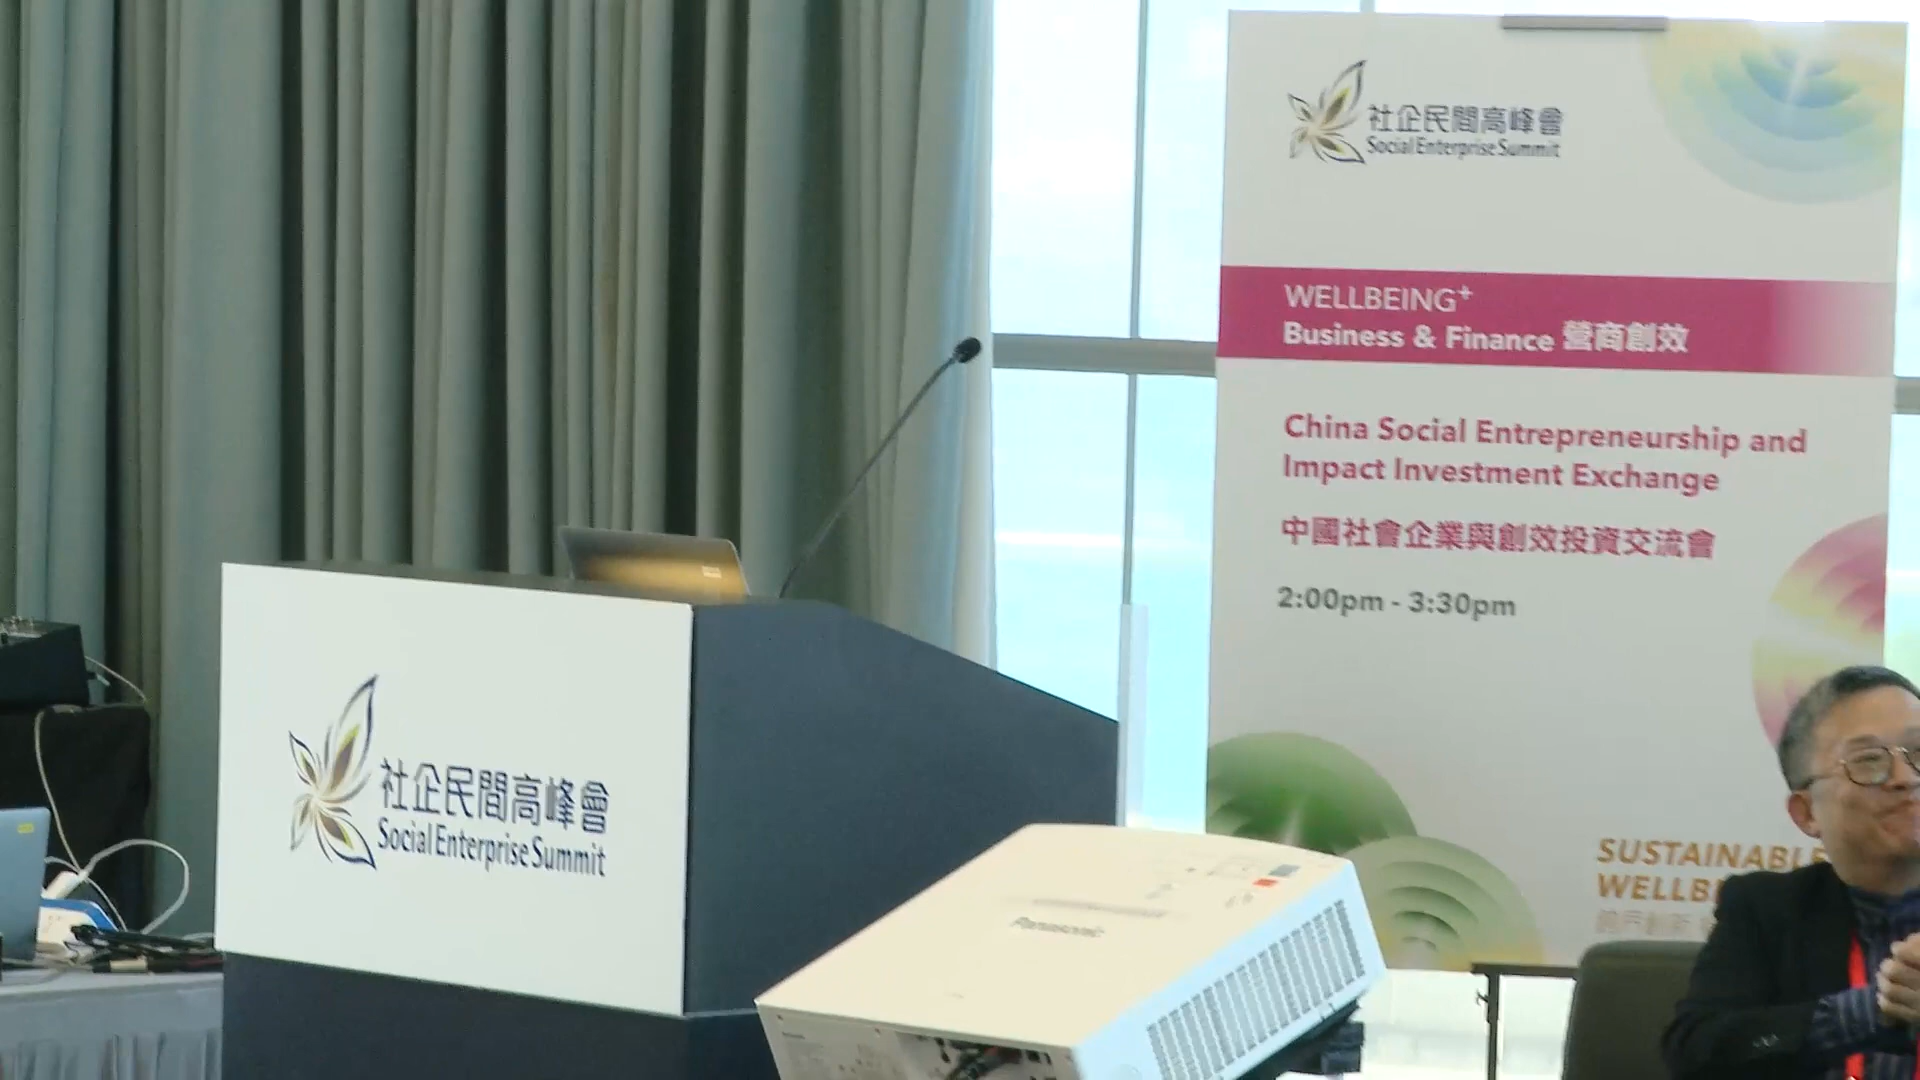 社企民間高峰會
Social Enterprise Summit
WELLBEING+
Business & Finance 營商創效
China Social Entrepreneurship and
Impact Investment Exchange
中國社會企業與創效投資交流會
2:00pm - 3:30pm
SUSTAINABLE
社企民間高峰會
Social Enterprise Summit
Panasonic